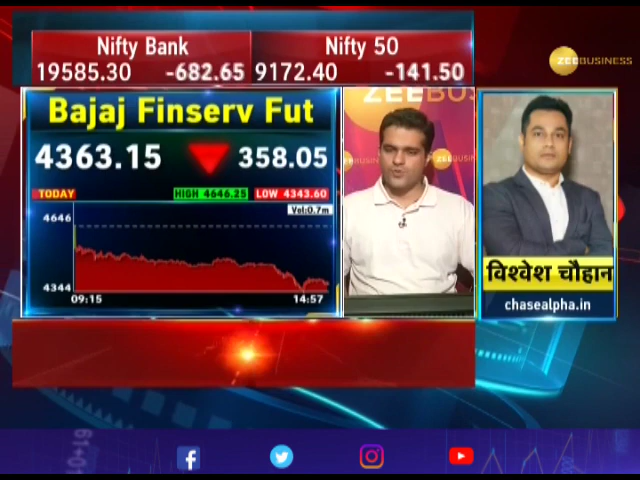 Nifty Bank
19585.30 -682.65
Nifty 50
9172.40 -141.50
ZEEBUSINESS
Bajaj Finserv Fut
4363.15 358.05
TODAY HIGH 4646.25 LOW 4343.60
Vol:0.7m
4646
4344
09:15 14:57
ZEEBUS
ZEEBUSINESS
विश्वेश चौहान
chasealpha.in